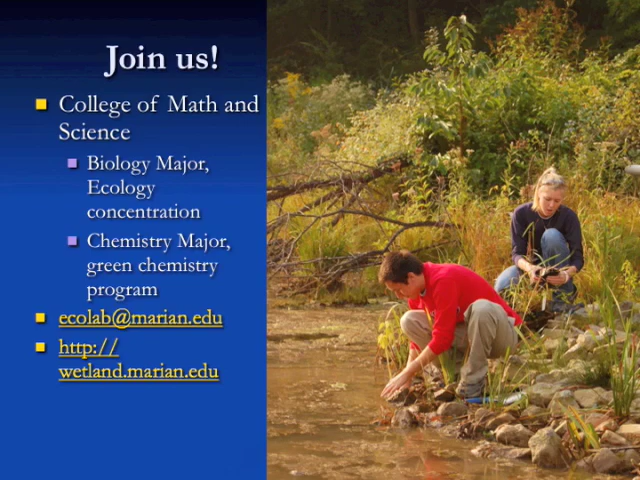 Join us!
College of Math and
Science
Biology Major,
Ecology
concentration
Chemistry Major,
green chemistry
program
ecolab@marian.edu
http://
wetland.marian.edu